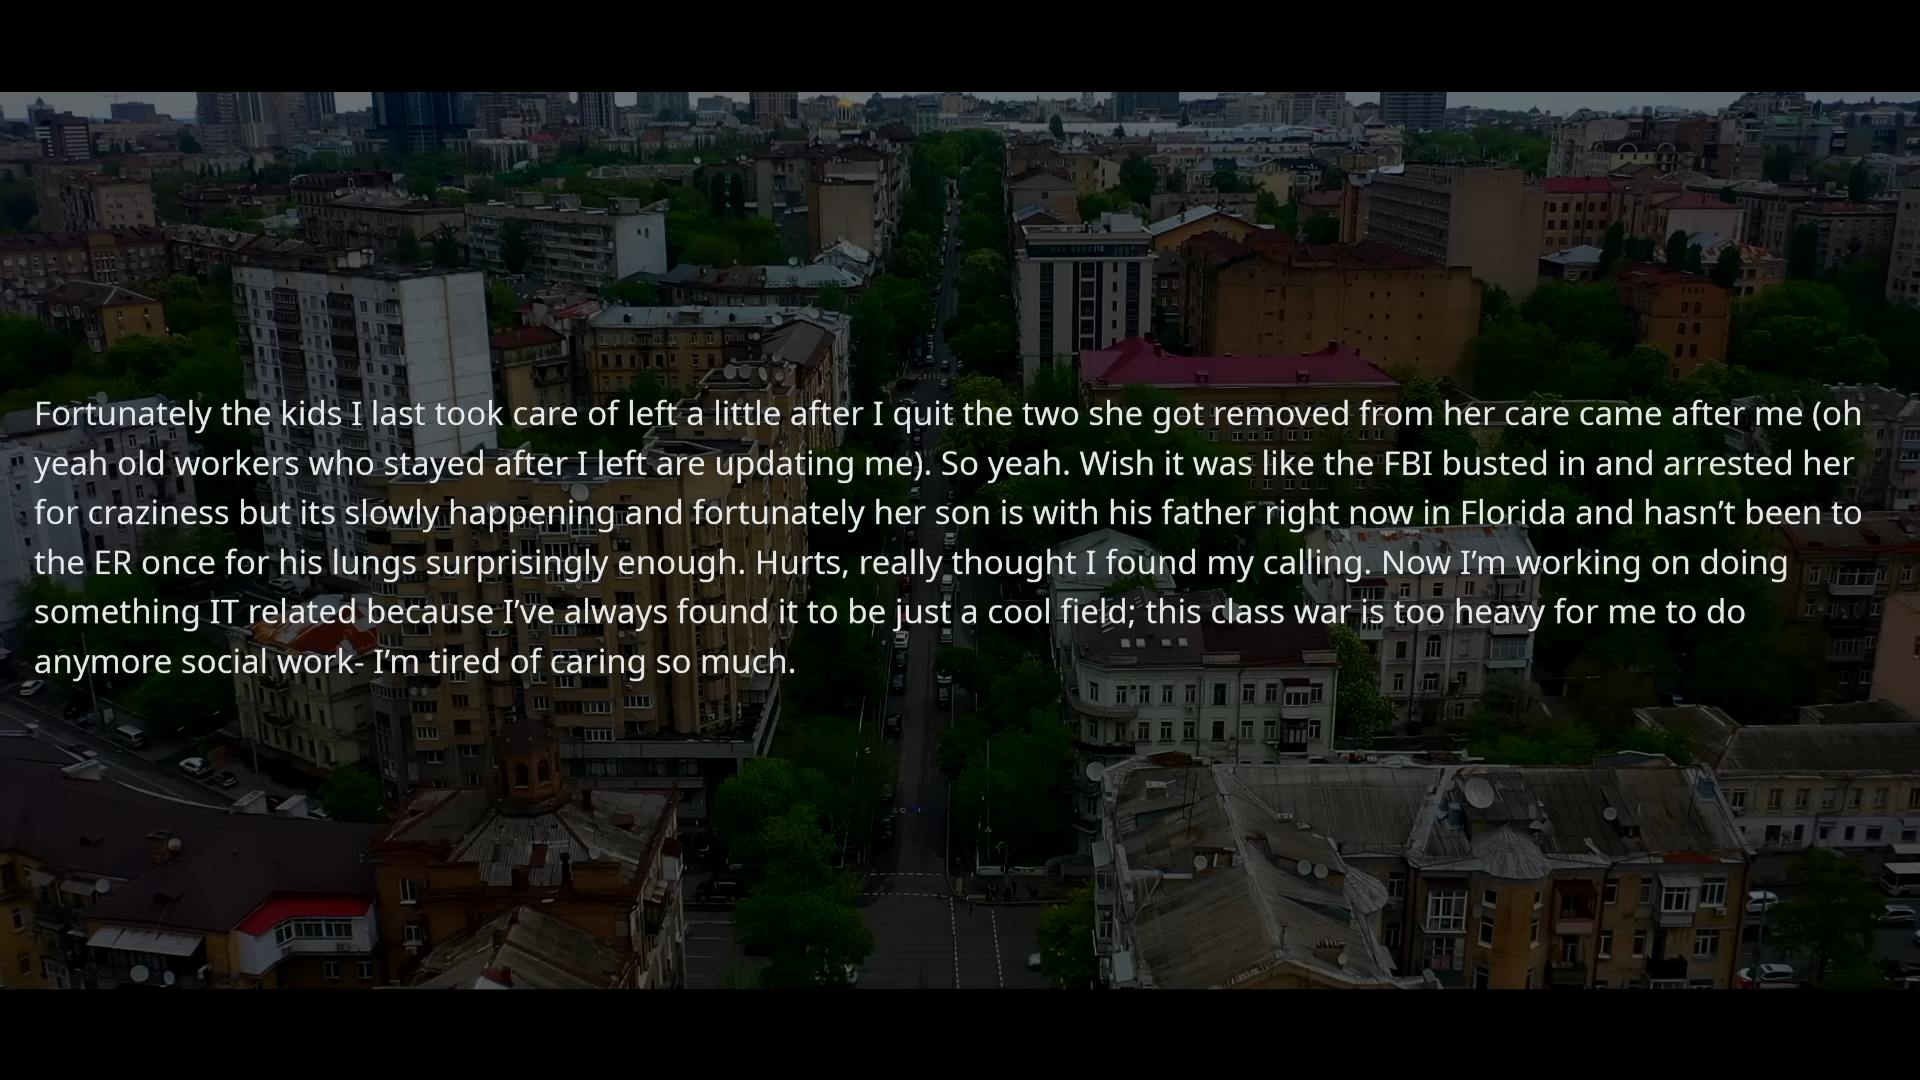 Fortunately the kids I last took care of left a little after I quit the two she got removed from her care came after me (oh
yeah old workers who stayed after I left are updating me). So yeah. Wish it was like the FBI busted in and arrested her
for craziness but its slowly happening and fortunately her son is with his father right now in Florida and hasn’t been to
the ER once for his lungs surprisingly enough. Hurts, really thought I found my calling. Now I’m working on doing
something IT related because I’ve always found it to be just a cool field; this class war is too heavy for me to do
anymore social work- I’m tired of caring so much.